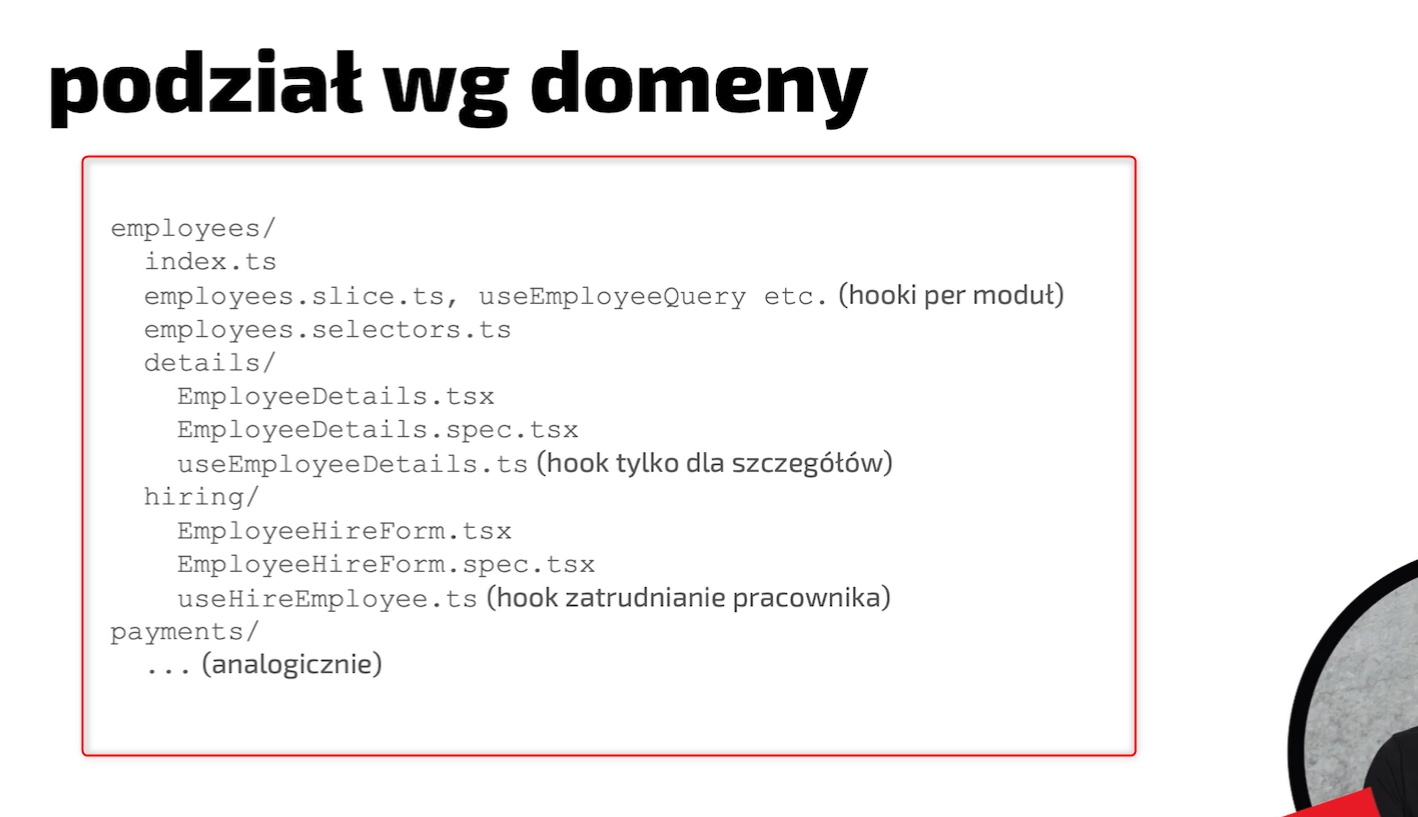 podział wg domeny
employees/
index.ts
employees.slice.ts, useEmployeeQuery etc. (hooki per moduł)
employees.selectors.ts
details/
EmployeeDetails.tsx
EmployeeDetails.spec.tsx
useEmployeeDetails.ts (hook tylko dla szczegółów)
hiring/
EmployeeHireForm.tsx
EmployeeHireForm.spec.tsx
useHireEmployee.ts (hook zatrudnianie pracownika)
payments/
... (analogicznie)